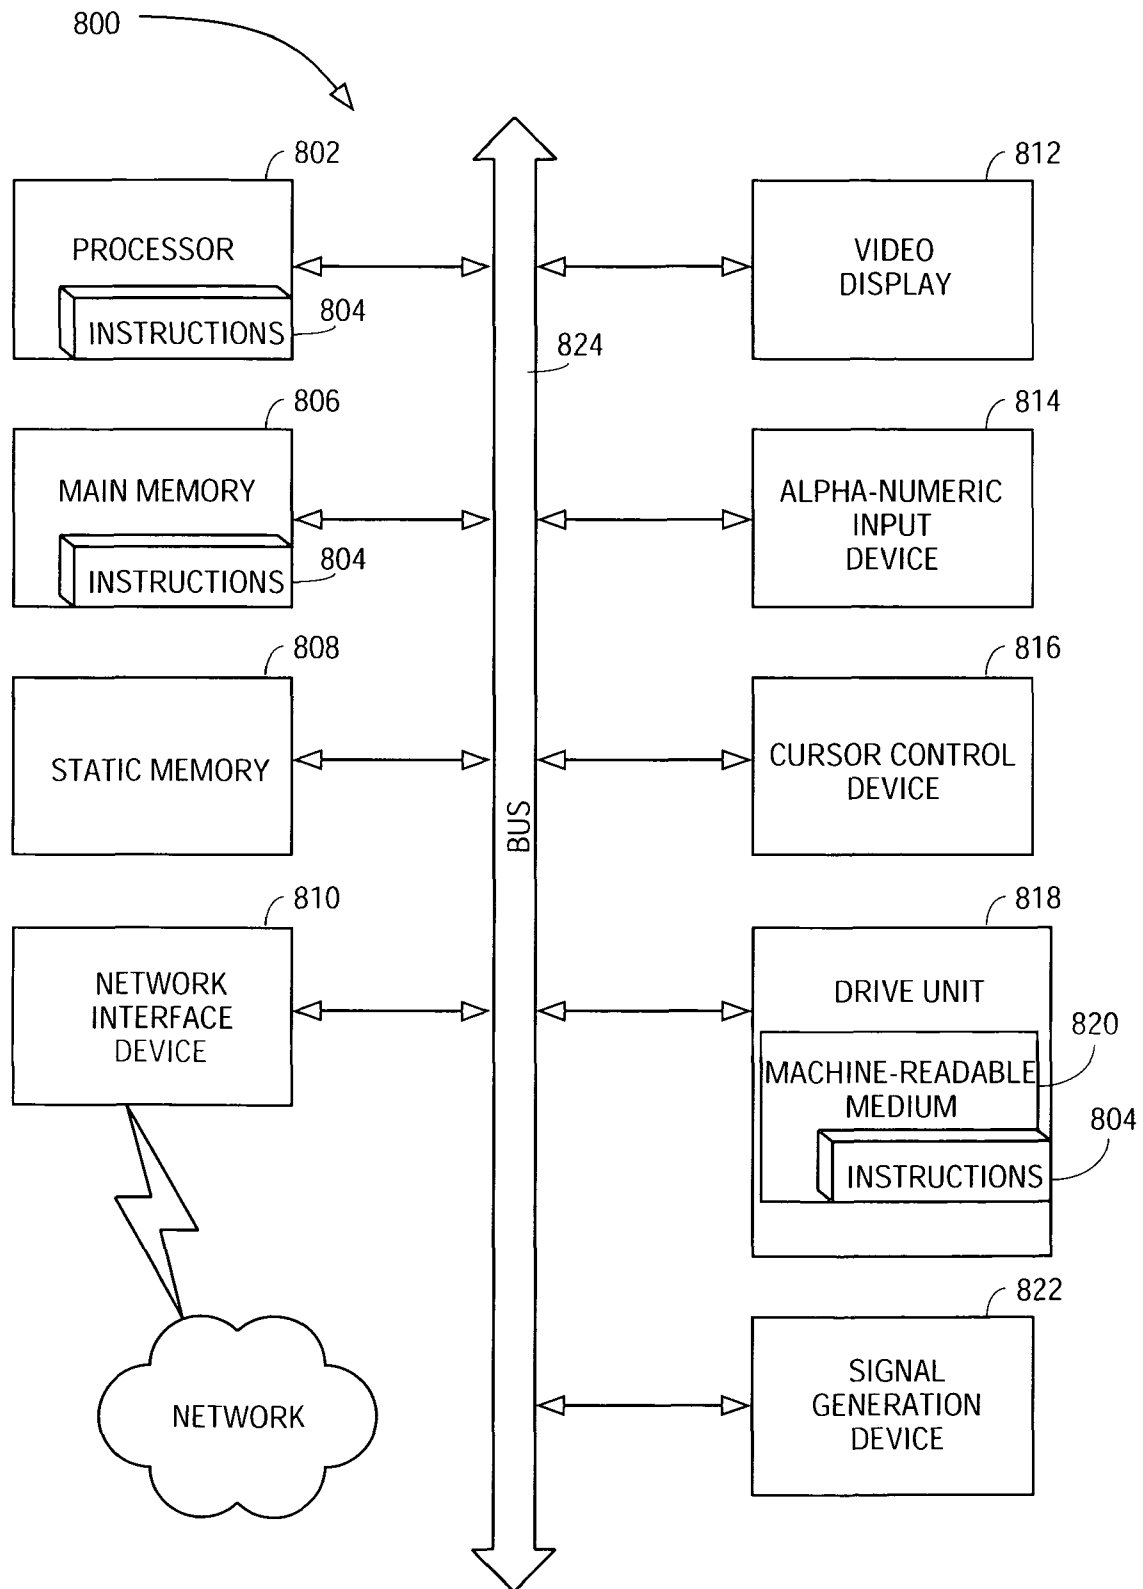 800
802
PROCESSOR
INSTRUCTIONS
804
806
MAIN MEMORY
INSTRUCTIONS
804
808
STATIC MEMORY
810
NETWORK
INTERFACE
DEVICE
NETWORK
824
BUS
812
VIDEO
DISPLAY
814
ALPHA-NUMERIC
INPUT
DEVICE
816
CURSOR CONTROL
DEVICE
818
DRIVE UNIT
820
MACHINE-READABLE
MEDIUM
804
INSTRUCTIONS
822
SIGNAL
GENERATION
DEVICE